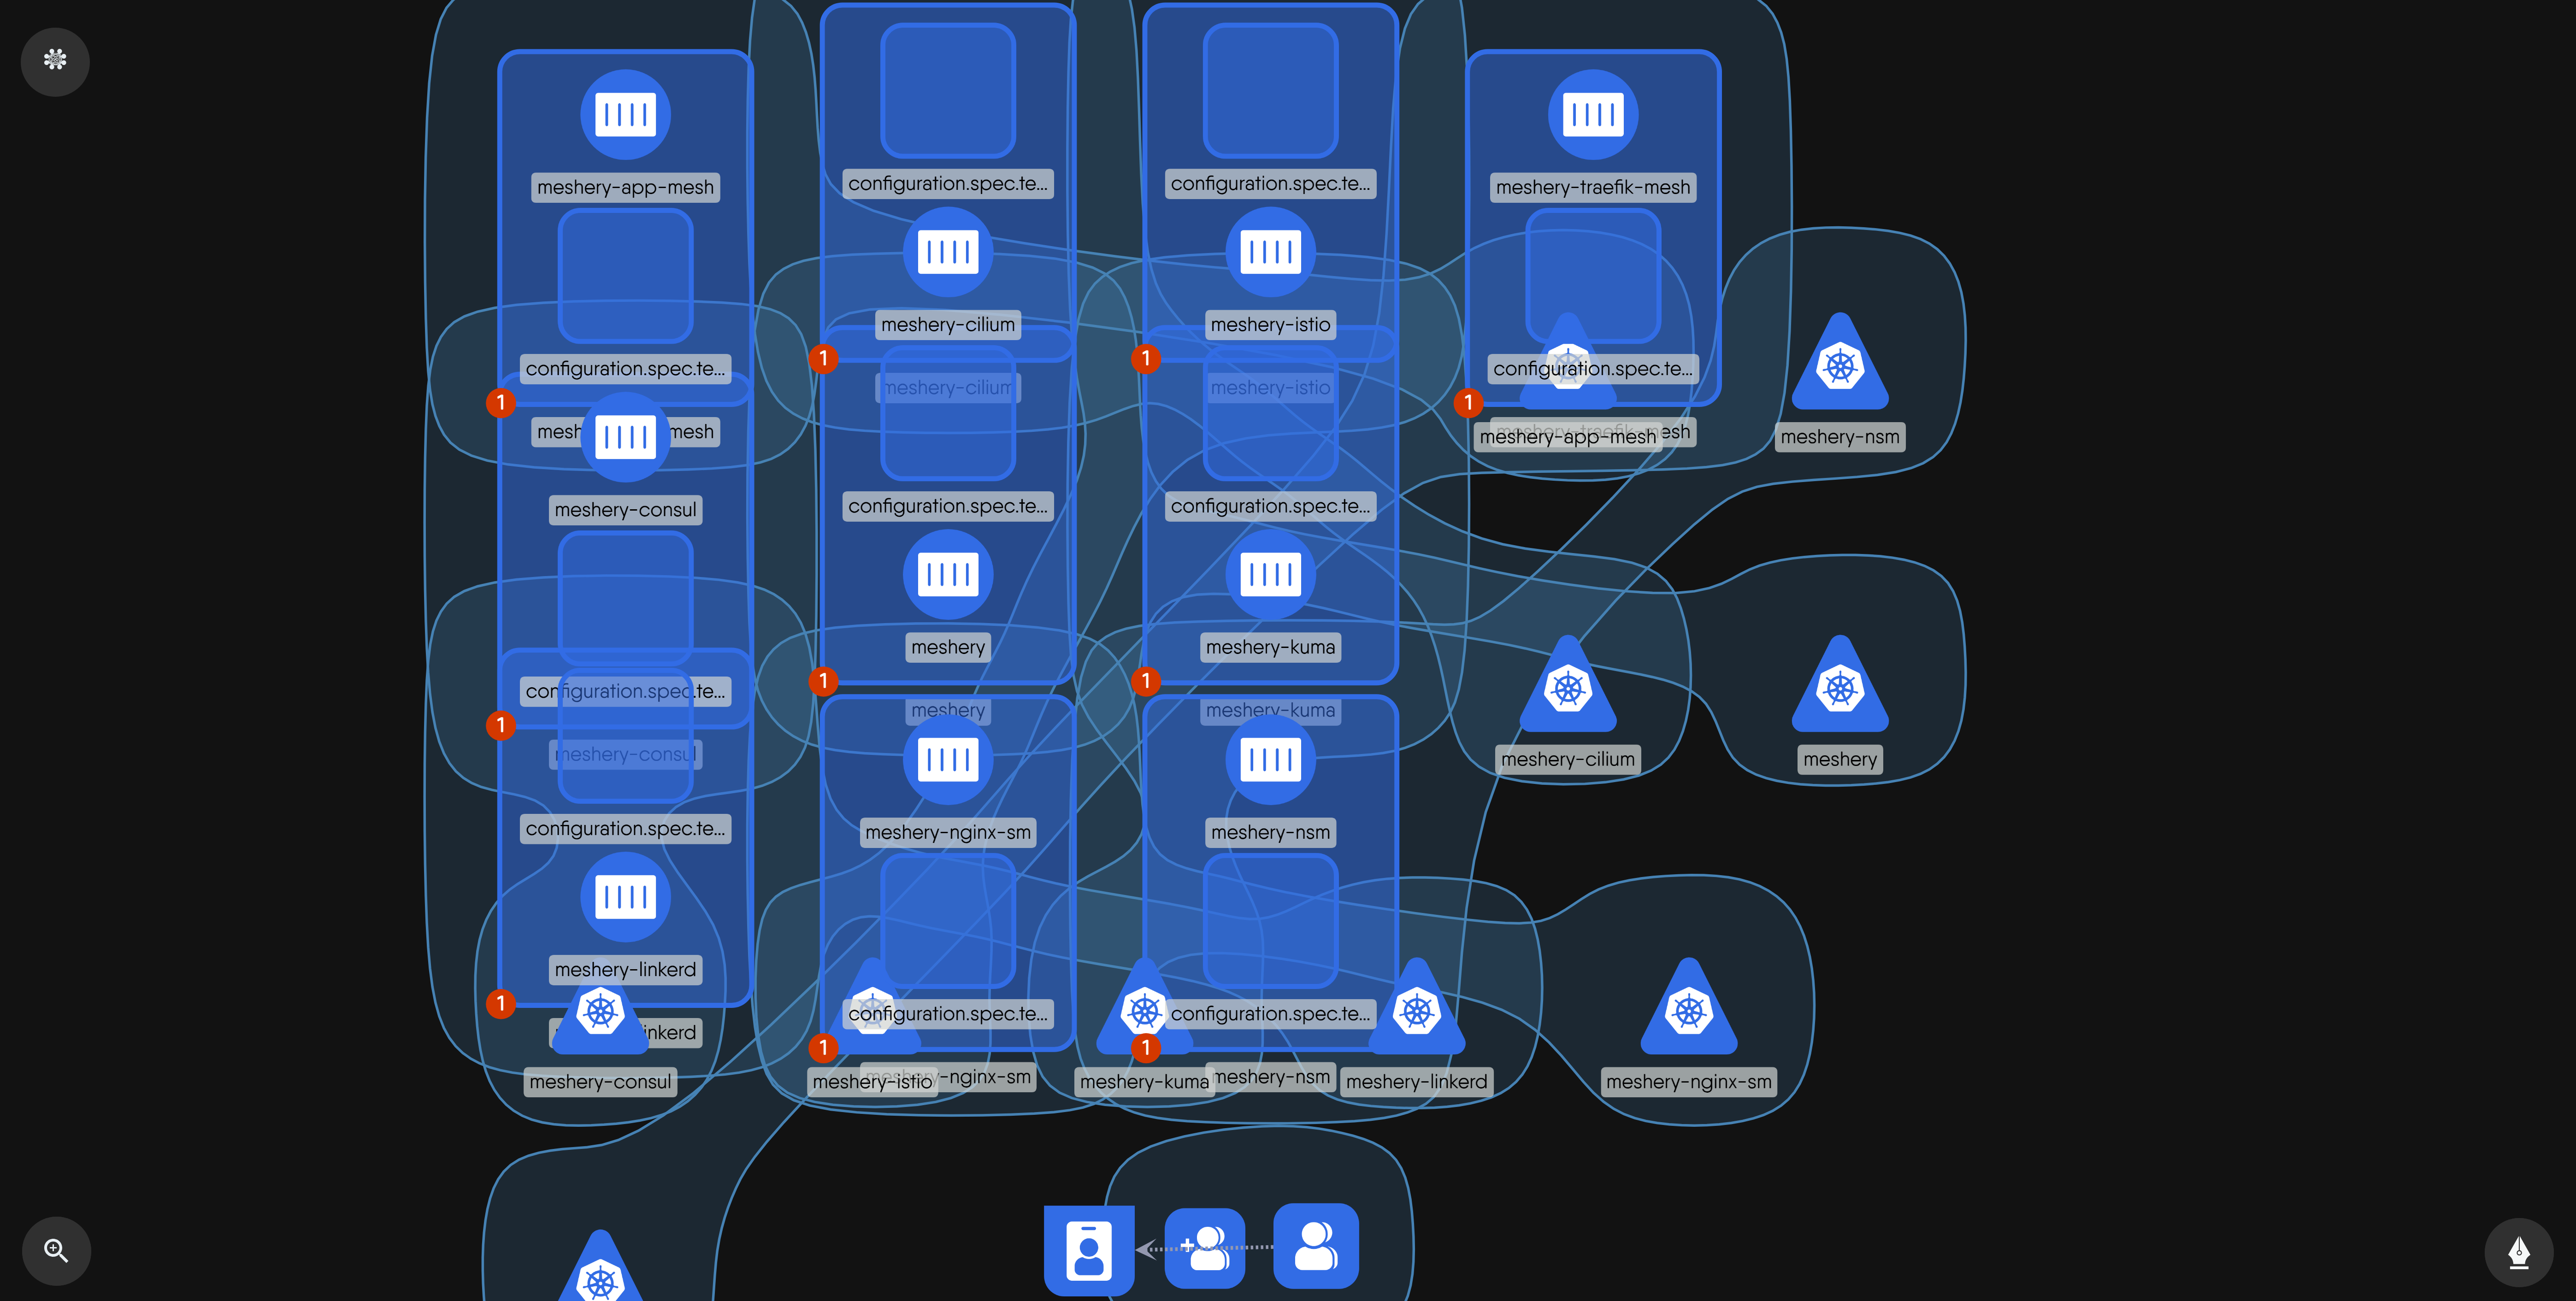 meshery-app-mesh
configuration.spec.te...
configuration.spec.te...
meshery-traefik-mesh
meshery-cilium
meshery-istio
configuration.spec.te...
configuration.spec.te...
1
1
meshery-cilium
meshery-istio
1
1
mesh
meshery-app-mesh
meshery-nsm
meshery-consul
configuration.spec.te...
configuration.spec.te...
meshery
meshery-kuma
configuration.spec.te...
1
1
1
meshery
meshery-kuma
meshery-consul
meshery-cilium
meshery
configuration.spec.te...
meshery-nginx-sm
meshery-nsm
meshery-linkerd
1
configuration.spec.te...
configuration.spec.te...
1
1
meshery-consul
meshery-istio
nginx-sm
meshery-kuma
meshery-nsm
meshery-linkerd
meshery-nginx-sm